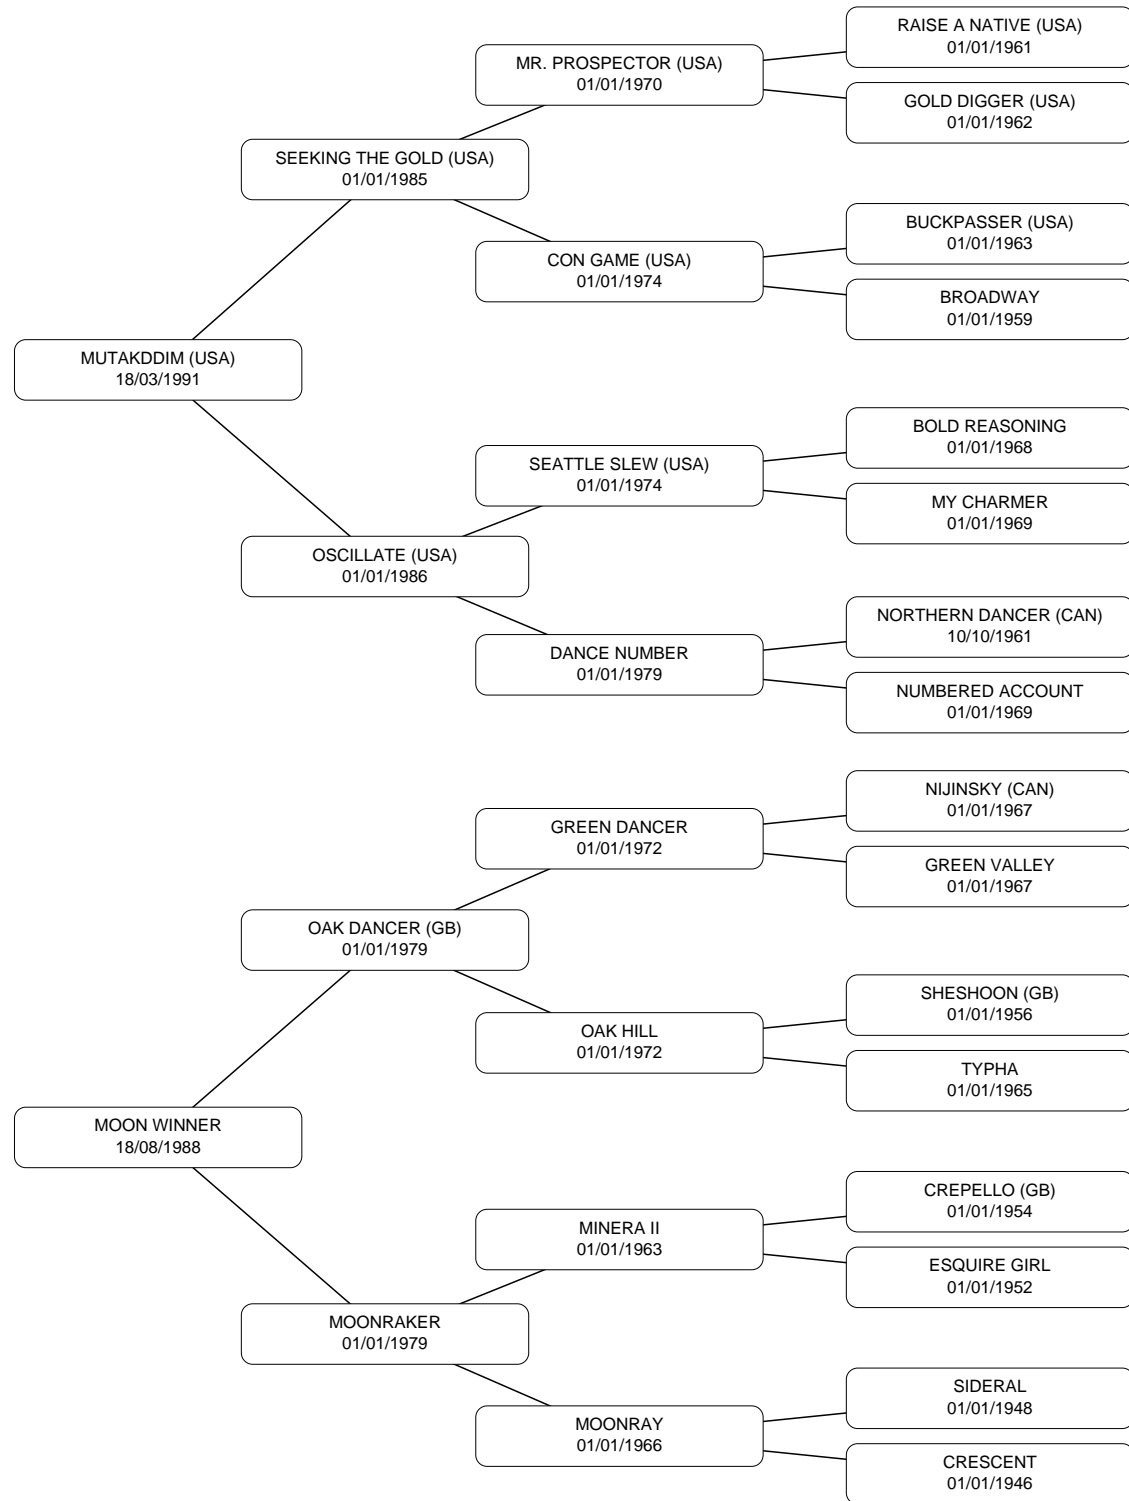 RAISE A NATIVE (USA)
01/01/1961
MR. PROSPECTOR (USA)
01/01/1970
GOLD DIGGER (USA)
01/01/1962
SEEKING THE GOLD (USA)
01/01/1985
BUCKPASSER (USA)
01/01/1963
CON GAME (USA)
01/01/1974
BROADWAY
01/01/1959
MUTAKDDIM (USA)
18/03/1991
BOLD REASONING
01/01/1968
SEATTLE SLEW (USA)
01/01/1974
MY CHARMER
01/01/1969
OSCILLATE (USA)
01/01/1986
NORTHERN DANCER (CAN)
10/10/1961
DANCE NUMBER
01/01/1979
NUMBERED ACCOUNT
01/01/1969
NIJINSKY (CAN)
01/01/1967
GREEN DANCER
01/01/1972
GREEN VALLEY
01/01/1967
OAK DANCER (GB)
01/01/1979
SHESHOON (GB)
01/01/1956
OAK HILL
01/01/1972
TYPHA
01/01/1965
MOON WINNER
18/08/1988
CREPELLO (GB)
01/01/1954
MINERA II
01/01/1963
ESQUIRE GIRL
01/01/1952
MOONRAKER
01/01/1979
SIDERAL
01/01/1948
MOONRAY
01/01/1966
CRESCENT
01/01/1946